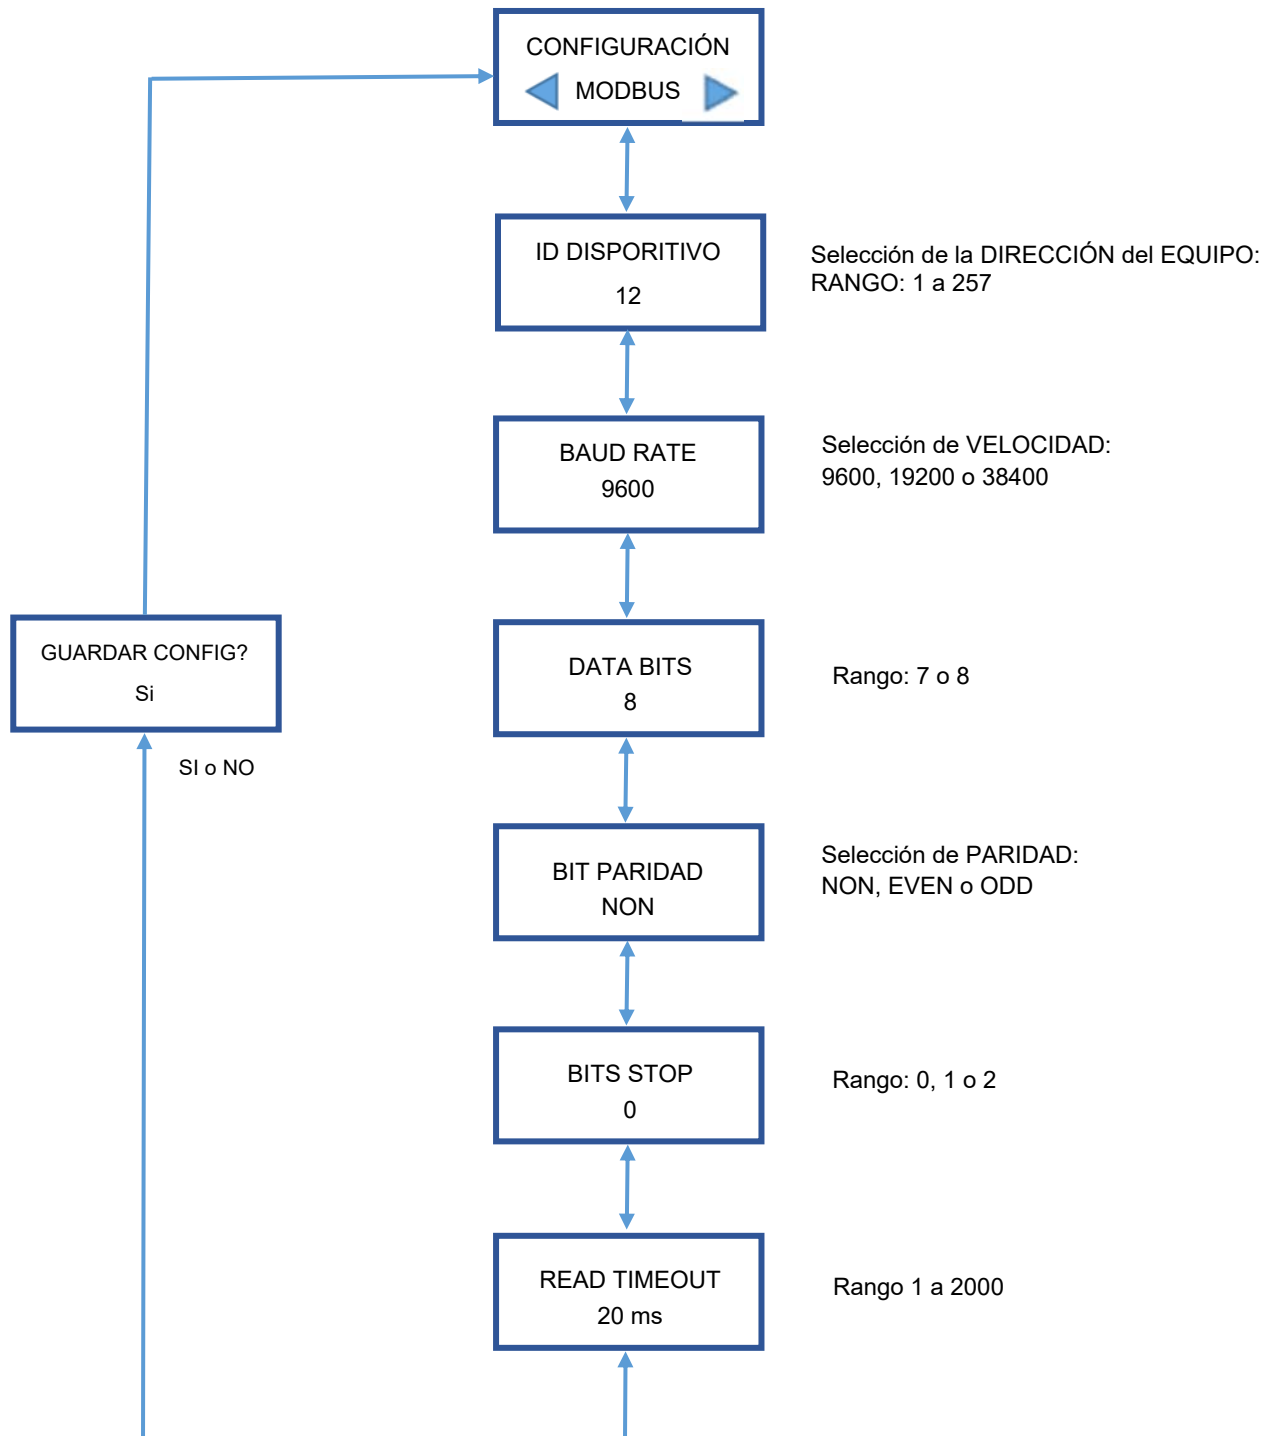 CONFIGURACIÓN
MODBUS
ID DISPORITIVO
12
Selección de la DIRECCIÓN del EQUIPO:
RANGO: 1 a 257
BAUD RATE
9600
Selección de VELOCIDAD:
9600, 19200 o 38400
GUARDAR CONFIG?
Si
SI o NO
DATA BITS
8
Rango: 7 o 8
BIT PARIDAD
NON
Selección de PARIDAD:
NON, EVEN o ODD
BITS STOP
0
Rango: 0, 1 o 2
READ TIMEOUT
20 ms
Rango 1 a 2000